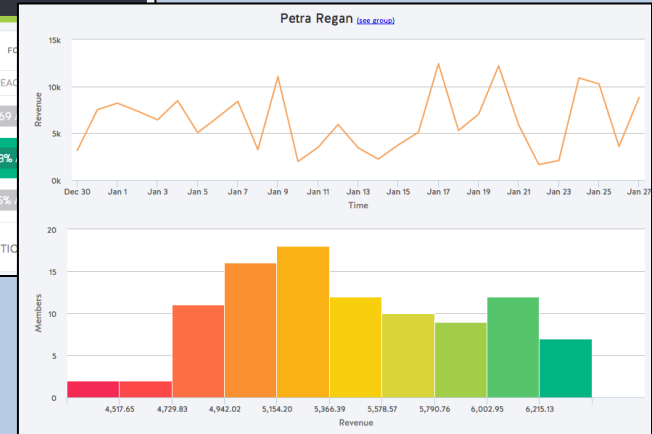 Petra Regan (see group)
15k
10k
5k
0k
Revenue
Dec 30 Jan 1 Jan 3 Jan 5 Jan 7 Jan 9 Jan 11 Jan 13 Jan 15 Jan 17 Jan 19 Jan 21 Jan 23 Jan 25 Jan 27
Time
20
15
10
5
0
Members
4,517.65 4,729.83 4,942.02 5,154.20 5,366.39 5,578.57 5,790.76 6,002.95 6,215.13
Revenue